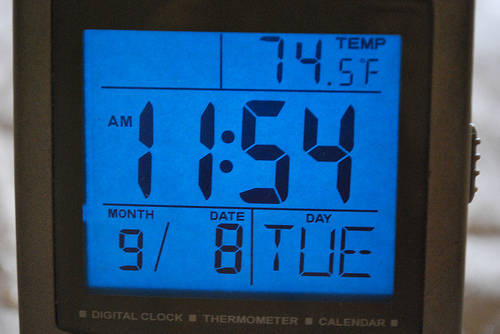 TEMP
74.5°F
AM 11:54
MONTH DATE DAY
9/ 8 TUE
DIGITAL CLOCK ■ THERMOMETER ■ CALENDAR